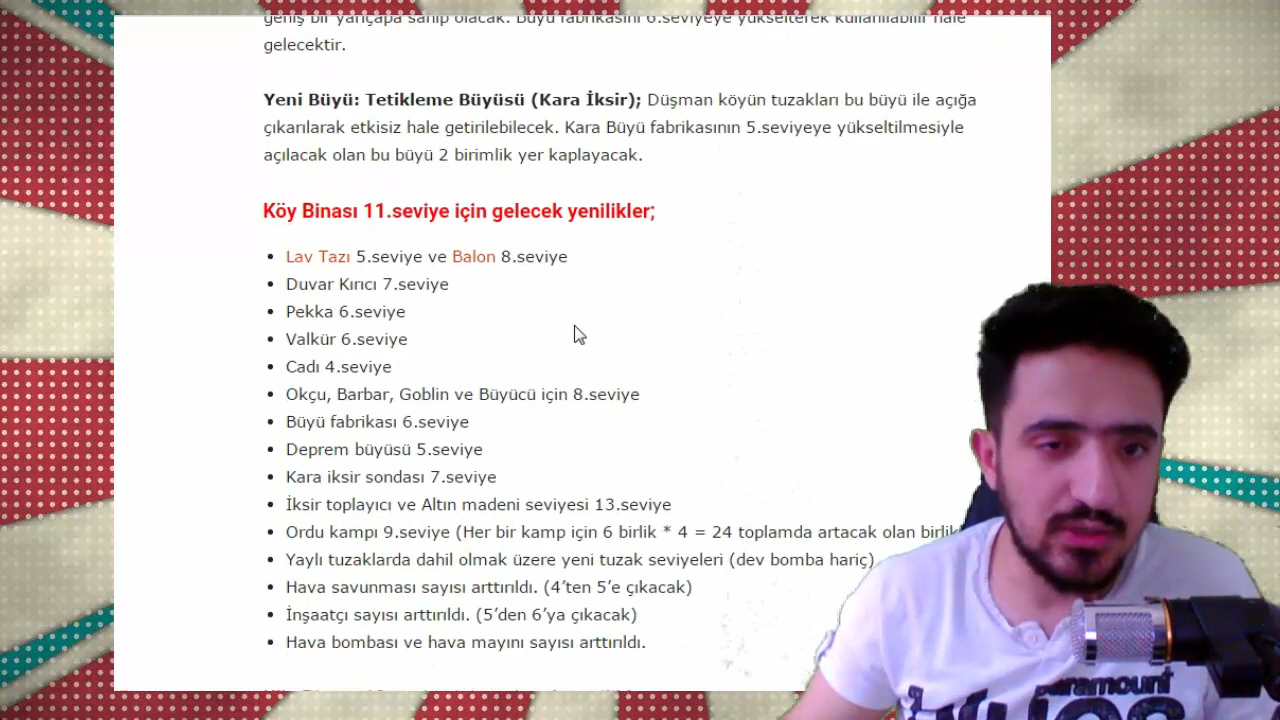 geniş bir yarıçapa sahip olacak. Büyü fabrikasını 6.seviyeye yükselterek kullanılabilir hale
gelecektir.
Yeni Büyü: Tetikleme Büyüsü (Kara İksir); Düşman köyün tuzakları bu büyü ile açığa
çıkarılarak etkisiz hale getirilebilecek. Kara Büyü fabrikasının 5.seviyeye yükseltilmesiyle
açılacak olan bu büyü 2 birimlik yer kaplayacak.
Köy Binası 11.seviye için gelecek yenilikler;
Lav Tazı 5.seviye ve Balon 8.seviye
Duvar Kırıcı 7.seviye
Pekka 6.seviye
Valkür 6.seviye
Cadı 4.seviye
Okçu, Barbar, Goblin ve Büyücü için 8.seviye
Büyü fabrikası 6.seviye
Deprem büyüsü 5.seviye
Kara iksir sondası 7.seviye
İksir toplayıcı ve Altın madeni seviyesi 13.seviye
Ordu kampı 9.seviye (Her bir kamp için 6 birlik * 4 = 24 toplamda artacak olan birlik
Yaylı tuzaklarda dahil olmak üzere yeni tuzak seviyeleri (dev bomba hariç)
Hava savunması sayısı arttırıldı. (4’ten 5’e çıkacak)
İnşaatçı sayısı arttırıldı. (5’den 6’ya çıkacak)
Hava bombası ve hava mayını sayısı arttırıldı.
paramount